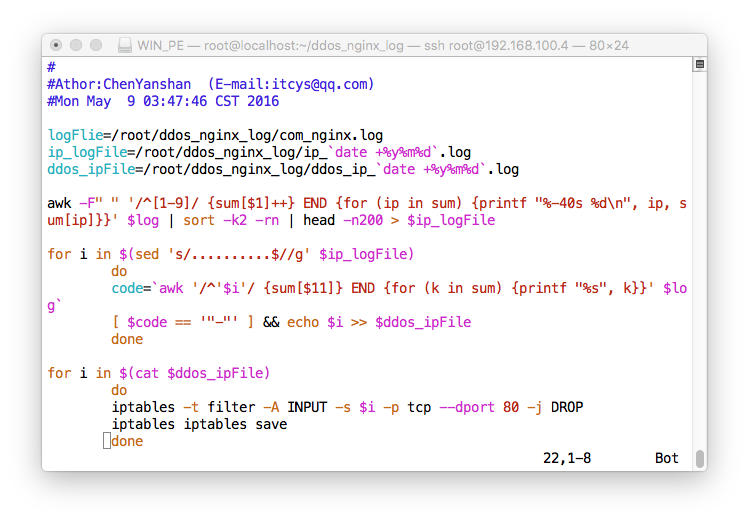 WIN_PE — root@localhost:~/ddos_nginx_log — ssh root@192.168.100.4 — 80×24
#
#Athor:ChenYanshan  (E-mail:itcys@qq.com)
#Mon May  9 03:47:46 CST 2016

logFlie=/root/ddos_nginx_log/com_nginx.log
ip_logFile=/root/ddos_nginx_log/ip_`date +%y%m%d`.log
ddos_ipFile=/root/ddos_nginx_log/ddos_ip_`date +%y%m%d`.log

awk -F" " '/^[1-9]/ {sum[$1]++} END {for (ip in sum) {printf "%-40s %d\n", ip, s
um[ip]}}' $log | sort -k2 -rn | head -n200 > $ip_logFile

for i in $(sed 's/..........$//g' $ip_logFile)
        do
        code=`awk '/^'$i'/ {sum[$11]} END {for (k in sum) {printf "%s", k}}' $lo
g`
        [ $code == '"-"' ] && echo $i >> $ddos_ipFile
        done

for i in $(cat $ddos_ipFile)
        do
        iptables -t filter -A INPUT -s $i -p tcp --dport 80 -j DROP
        iptables iptables save
        done
22,1-8 Bot